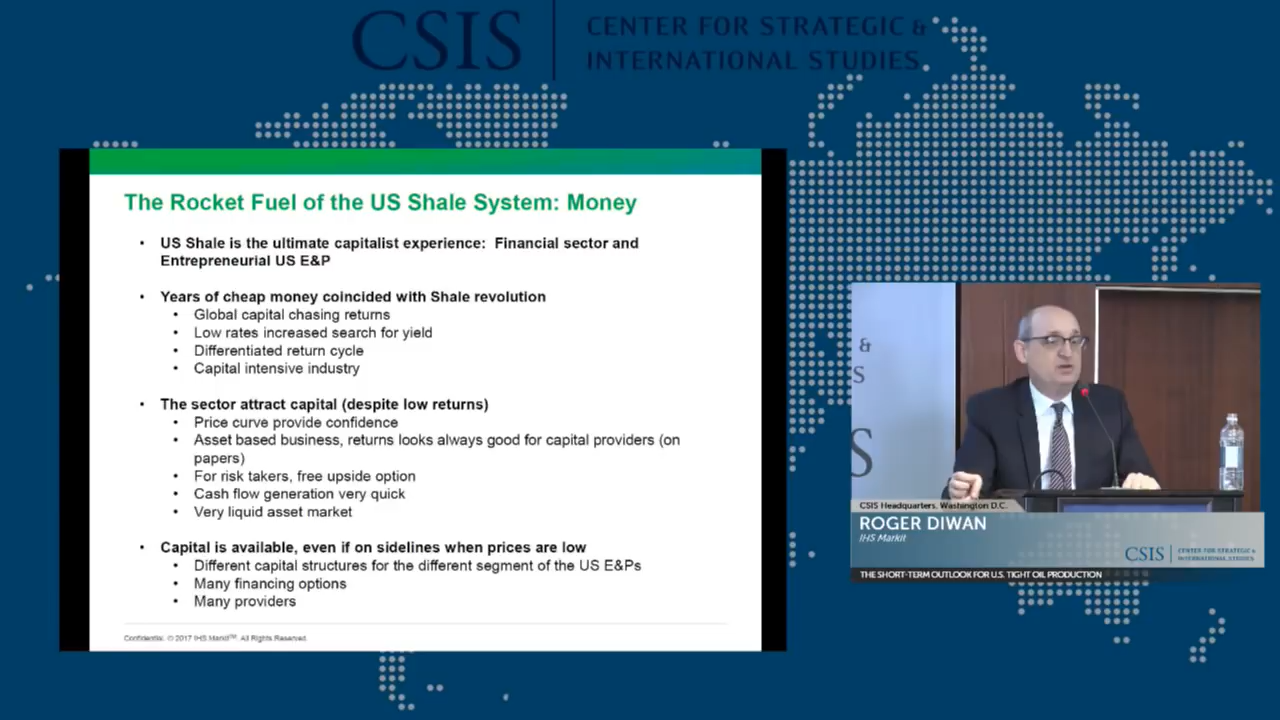 CSIS
CENTER FOR STRATEGIC &
INTERNATIONAL STUDIES
The Rocket Fuel of the US Shale System: Money
• US Shale is the ultimate capitalist experience: Financial sector and
Entrepreneurial US E&P
• Years of cheap money coincided with Shale revolution
• Global capital chasing returns
• Low rates increased search for yield
• Differentiated return cycle
• Capital intensive industry
• The sector attract capital (despite low returns)
• Price curve provide confidence
• Asset based business, returns looks always good for capital providers (on
papers)
• For risk takers, free upside option
• Cash flow generation very quick
• Very liquid asset market
• Capital is available, even if on sidelines when prices are low
• Different capital structures for the different segment of the US E&Ps
• Many financing options
• Many providers
Confidential. © 2017 IHS Markit™. All Rights Reserved.
&
S
S
CSIS Headquarters, Washington D.C.
ROGER DIWAN
IHS Markit
CSIS
CENTER FOR STRATEGIC &
INTERNATIONAL STUDIES
THE SHORT-TERM OUTLOOK FOR U.S. TIGHT OIL PRODUCTION